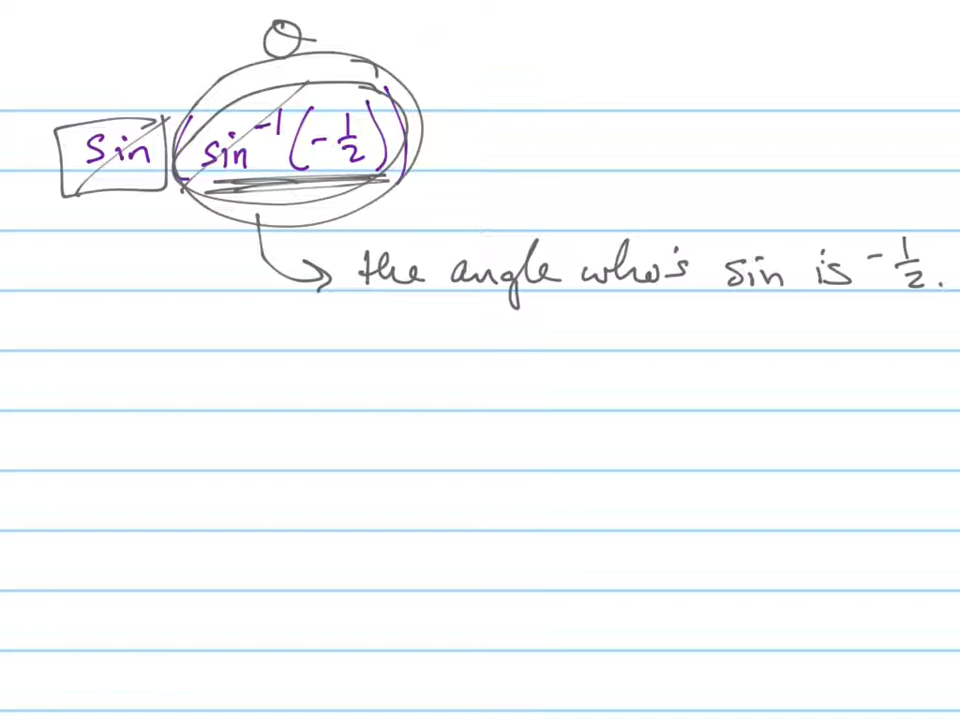 θ
sin (sin⁻¹(-1/2))
the angle who's sin is -1/2.